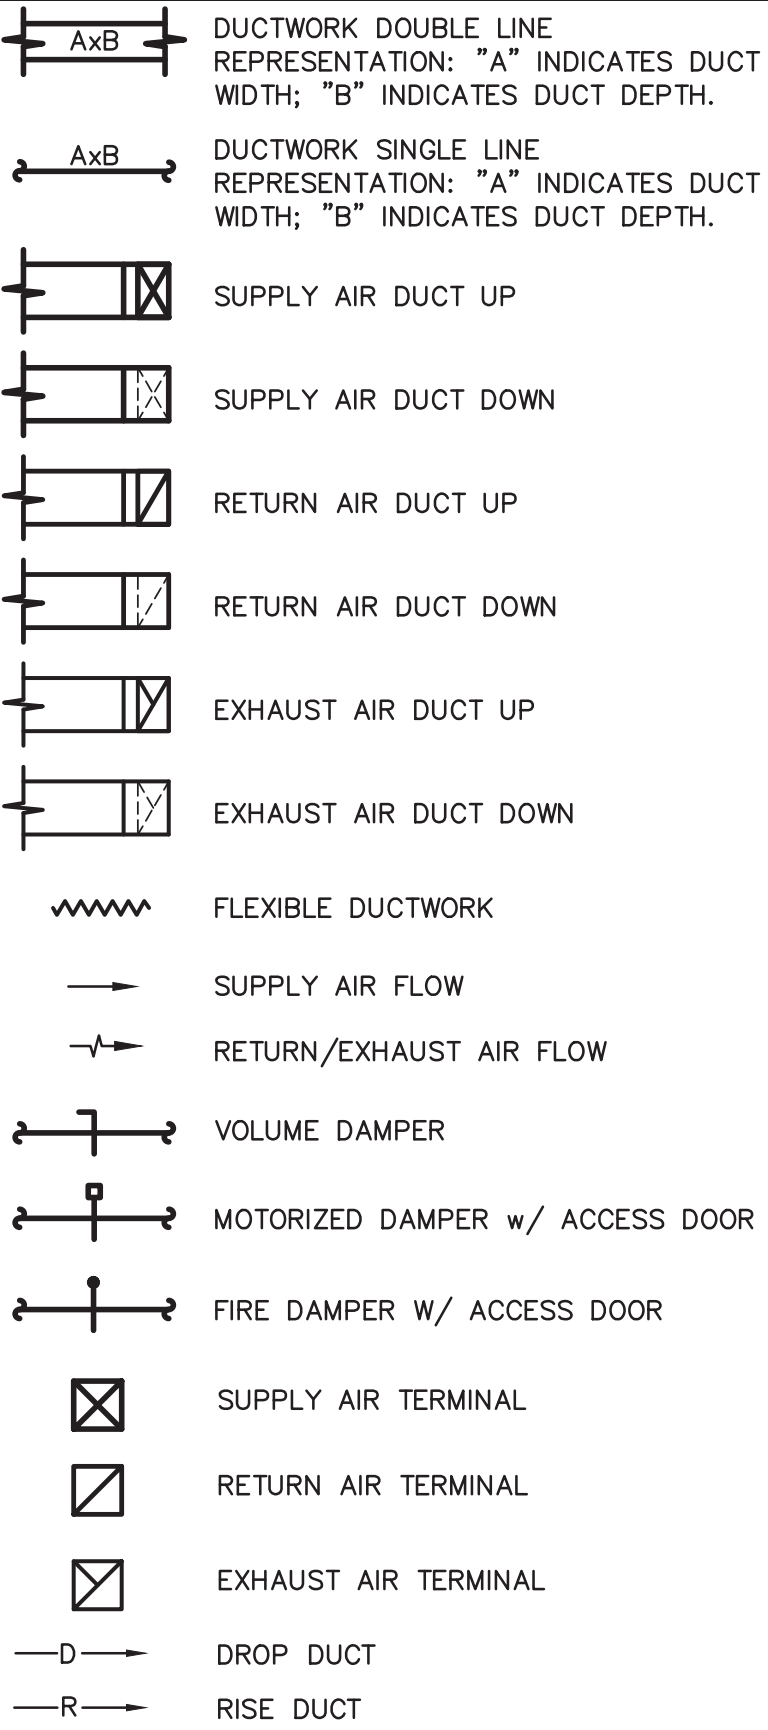 AxB
DUCTWORK DOUBLE LINE
REPRESENTATION: "A" INDICATES DUCT
WIDTH; "B" INDICATES DUCT DEPTH.
AxB
DUCTWORK SINGLE LINE
REPRESENTATION: "A" INDICATES DUCT
WIDTH; "B" INDICATES DUCT DEPTH.
SUPPLY AIR DUCT UP
SUPPLY AIR DUCT DOWN
RETURN AIR DUCT UP
RETURN AIR DUCT DOWN
EXHAUST AIR DUCT UP
EXHAUST AIR DUCT DOWN
FLEXIBLE DUCTWORK
SUPPLY AIR FLOW
RETURN/EXHAUST AIR FLOW
VOLUME DAMPER
MOTORIZED DAMPER w/ ACCESS DOOR
FIRE DAMPER W/ ACCESS DOOR
SUPPLY AIR TERMINAL
RETURN AIR TERMINAL
EXHAUST AIR TERMINAL
D DROP DUCT
R RISE DUCT